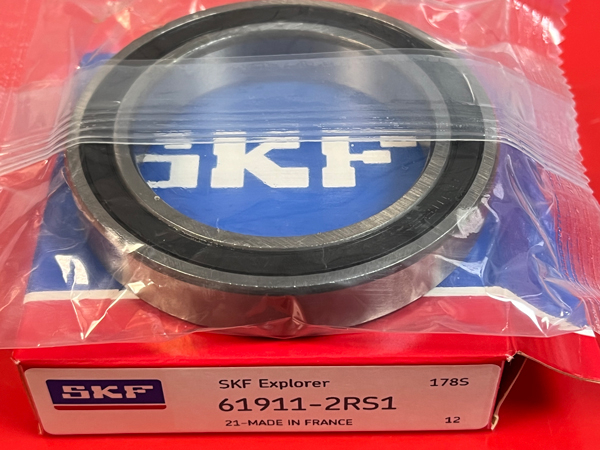 SKF
SKF
SKF Explorer
178S
61911-2RS1
21-MADE IN FRANCE
12